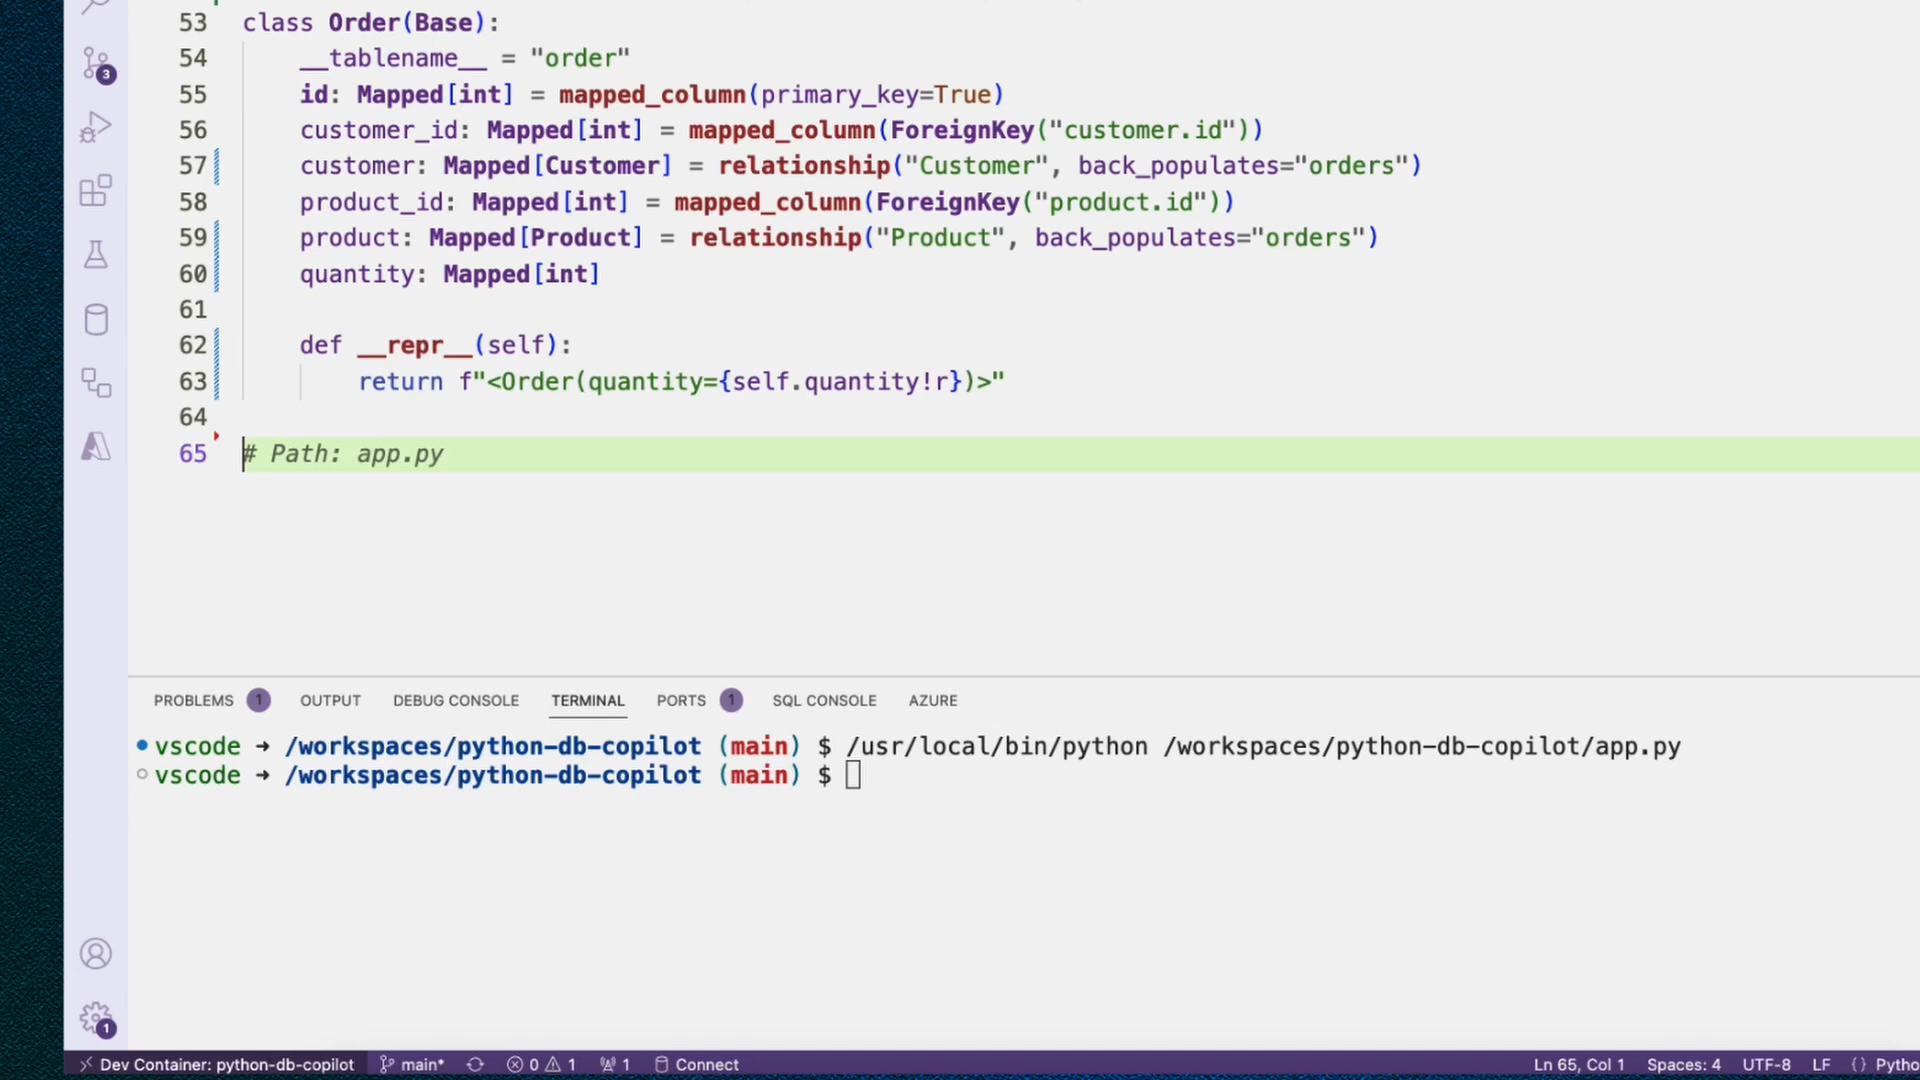 53 class Order(Base):
54 __tablename__ = "order"
55 id: Mapped[int] = mapped_column(primary_key=True)
56 customer_id: Mapped[int] = mapped_column(ForeignKey("customer.id"))
57 customer: Mapped[Customer] = relationship("Customer", back_populates="orders")
58 product_id: Mapped[int] = mapped_column(ForeignKey("product.id"))
59 product: Mapped[Product] = relationship("Product", back_populates="orders")
60 quantity: Mapped[int]
61
62 def __repr__(self):
63 return f"<Order(quantity={self.quantity!r})>"
64
65 # Path: app.py
3
PROBLEMS 1 OUTPUT DEBUG CONSOLE TERMINAL PORTS 1 SQL CONSOLE AZURE
vscode ➜ /workspaces/python-db-copilot (main) $ /usr/local/bin/python /workspaces/python-db-copilot/app.py
vscode ➜ /workspaces/python-db-copilot (main) $
1
Dev Container: python-db-copilot main* 0 1 1 Connect Ln 65, Col 1 Spaces: 4 UTF-8 LF {} Pytho